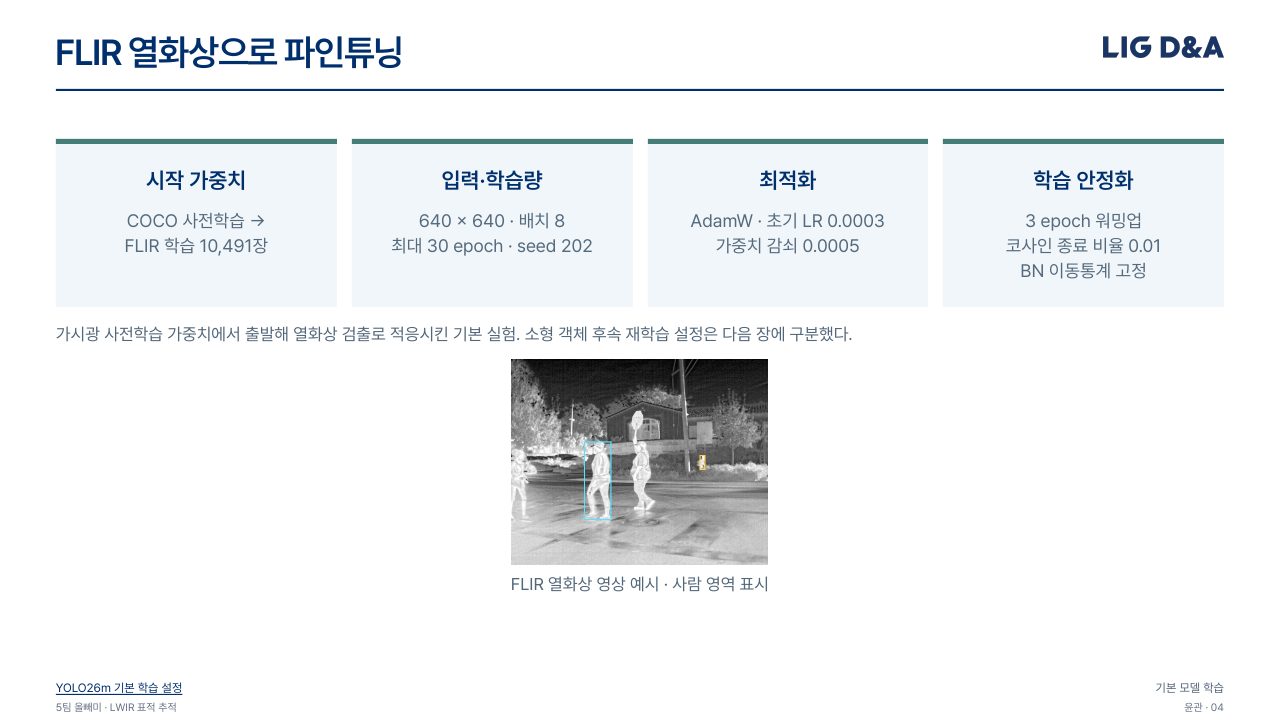 FLIR 열화상으로 파인튜닝
LIG D&A
시작 가중치
COCO 사전학습 →
FLIR 학습 10,491장
입력·학습량
640 × 640 · 배치 8
최대 30 epoch · seed 202
최적화
AdamW · 초기 LR 0.0003
가중치 감쇠 0.0005
학습 안정화
3 epoch 워밍업
코사인 종료 비율 0.01
BN 이동통계 고정
가시광 사전학습 가중치에서 출발해 열화상 검출로 적응시킨 기본 실험. 소형 객체 후속 재학습 설정은 다음 장에 구분했다.
FLIR 열화상 영상 예시 · 사람 영역 표시
YOLO26m 기본 학습 설정
5팀 올빼미 · LWIR 표적 추적
기본 모델 학습
윤관 · 04